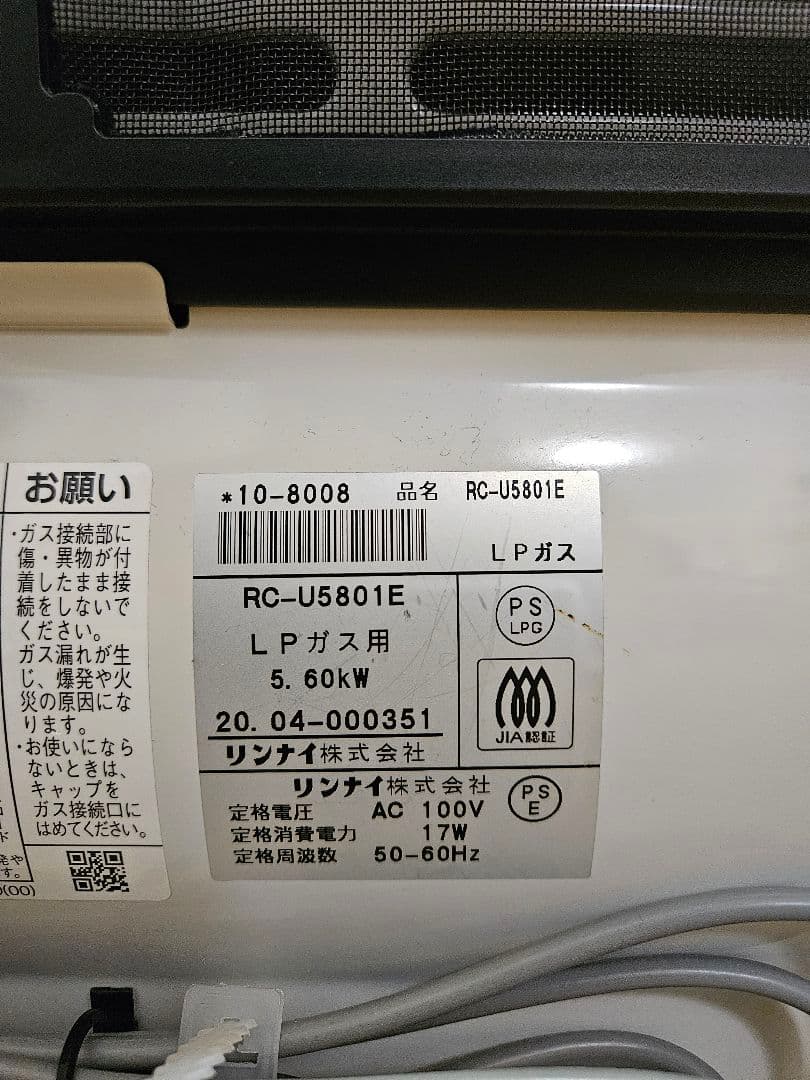 お願い
・ガス接続部に
傷・異物が付
着したまま接
続をしないで
ください。
ガス漏れが生
じ、爆発や火
災の原因にな
ります。
・お使いになら
ないときは、
キャップを
ガス接続口に
はめてください。
*10-8008 品名 RC-U5801E
LPガス
RC-U5801E
LPガス用
5.60kW
20.04-000351
リンナイ株式会社
PS
LPG
JIA認証
リンナイ株式会社
定格電圧 AC 100V
定格消費電力 17W
定格周波数 50-60Hz
PS
E